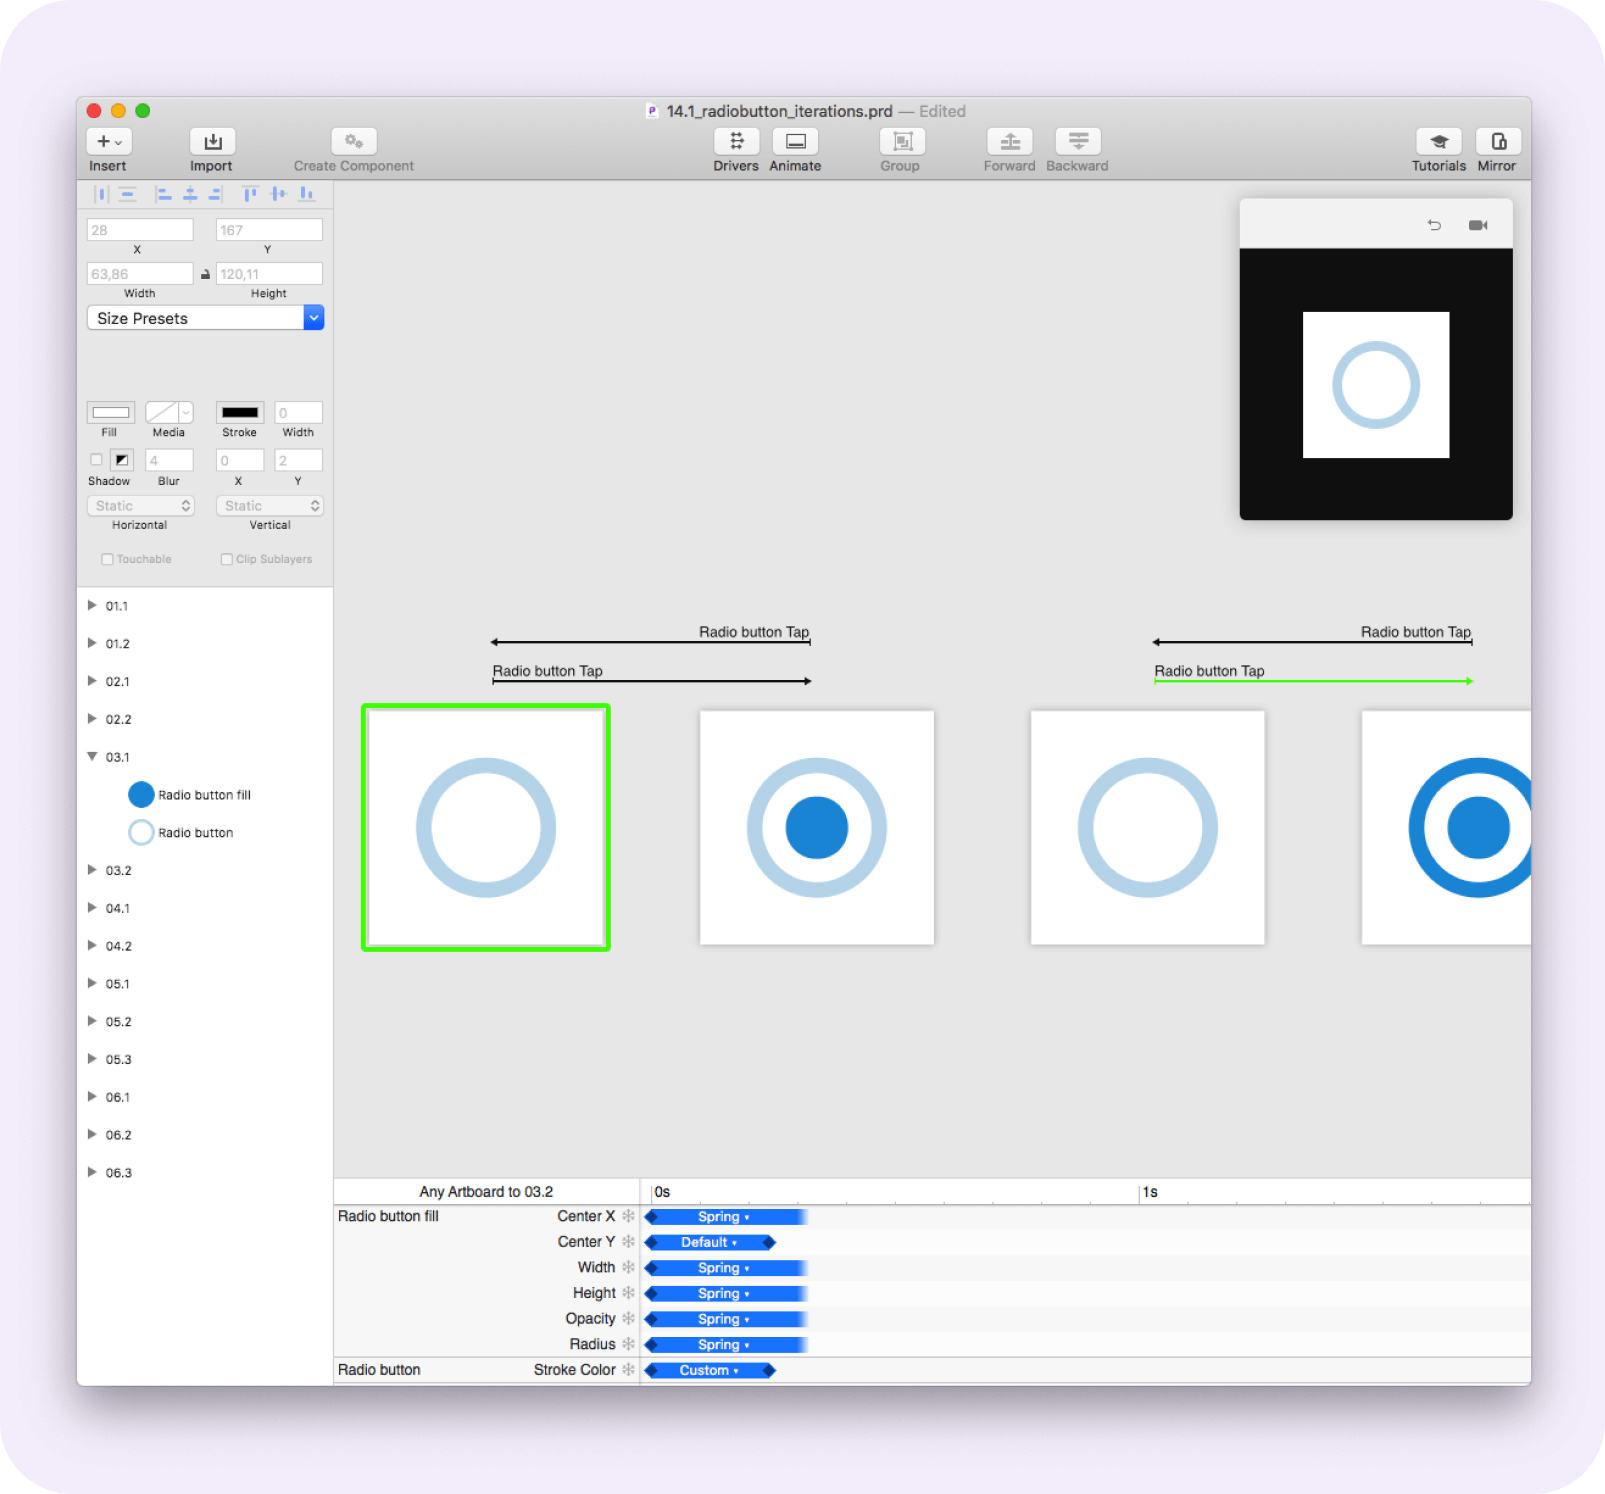 14.1_radiobutton_iterations.prd — Edited
Insert Import Create Component Drivers Animate Group Forward Backward Tutorials Mirror
28 167
X Y
63,86 120,11
Width Height
Size Presets
0
Fill Media Stroke Width
4 0 2
Shadow Blur X Y
Static Static
Horizontal Vertical
Touchable Clip Sublayers
01.1
01.2
02.1
02.2
03.1
Radio button fill
Radio button
03.2
04.1
04.2
05.1
05.2
05.3
06.1
06.2
06.3
Radio button Tap Radio button Tap
Radio button Tap Radio button Tap
Any Artboard to 03.2 0s 1s
Radio button fill Center X Spring
Center Y Default
Width Spring
Height Spring
Opacity Spring
Radius Spring
Radio button Stroke Color Custom